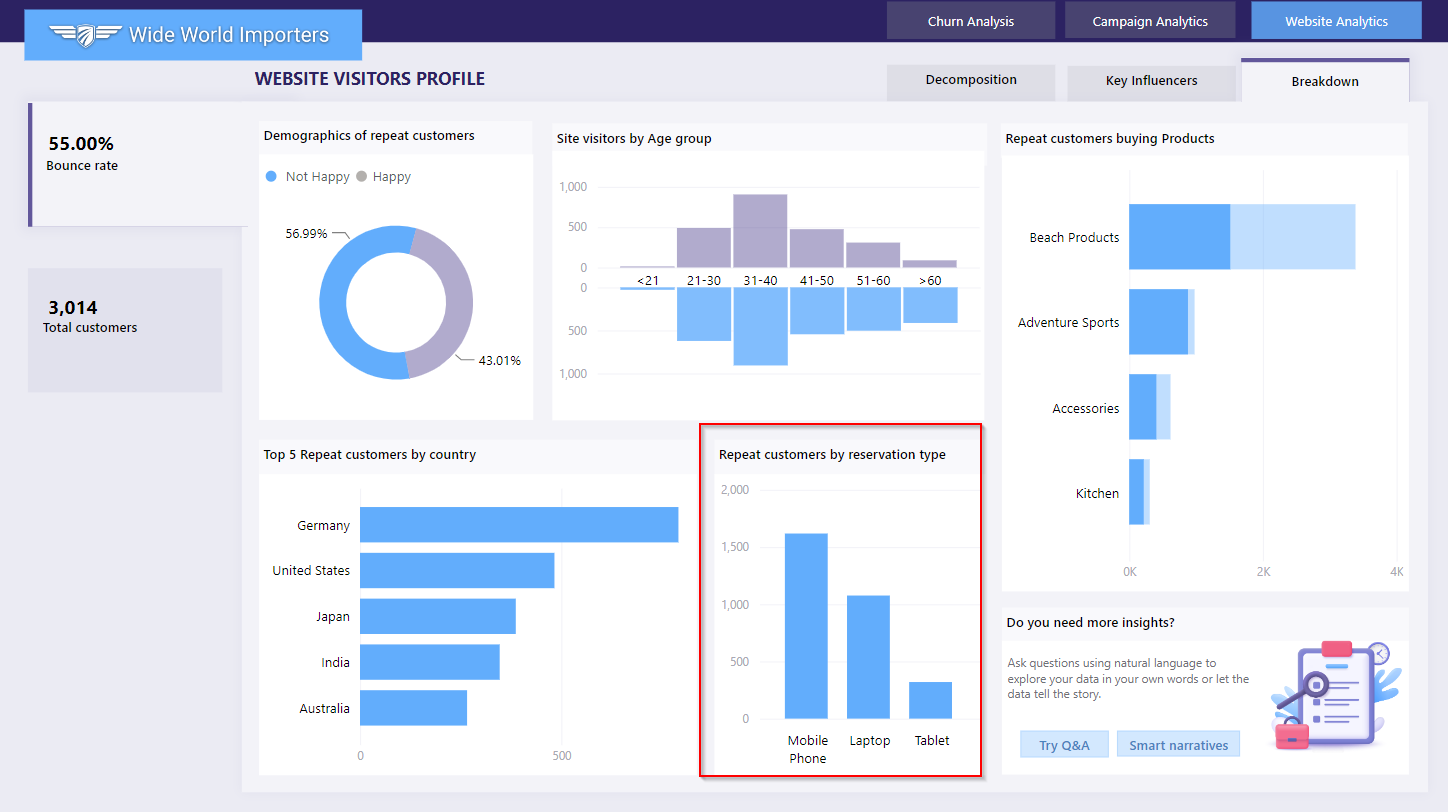 Wide World Importers
Churn Analysis
Campaign Analytics
Website Analytics
WEBSITE VISITORS PROFILE
Decomposition
Key Influencers
Breakdown
55.00%
Bounce rate
3,014
Total customers
Demographics of repeat customers
Not Happy
Happy
56.99%
43.01%
Site visitors by Age group
1,000
500
0
<21
21-30
31-40
41-50
51-60
>60
0
500
1,000
Repeat customers buying Products
Beach Products
Adventure Sports
Accessories
Kitchen
0K
2K
4K
Top 5 Repeat customers by country
Germany
United States
Japan
India
Australia
0
500
Repeat customers by reservation type
2,000
1,500
1,000
500
0
Mobile
Phone
Laptop
Tablet
Do you need more insights?
Ask questions using natural language to
explore your data in your own words or let the
data tell the story.
Try Q&A
Smart narratives